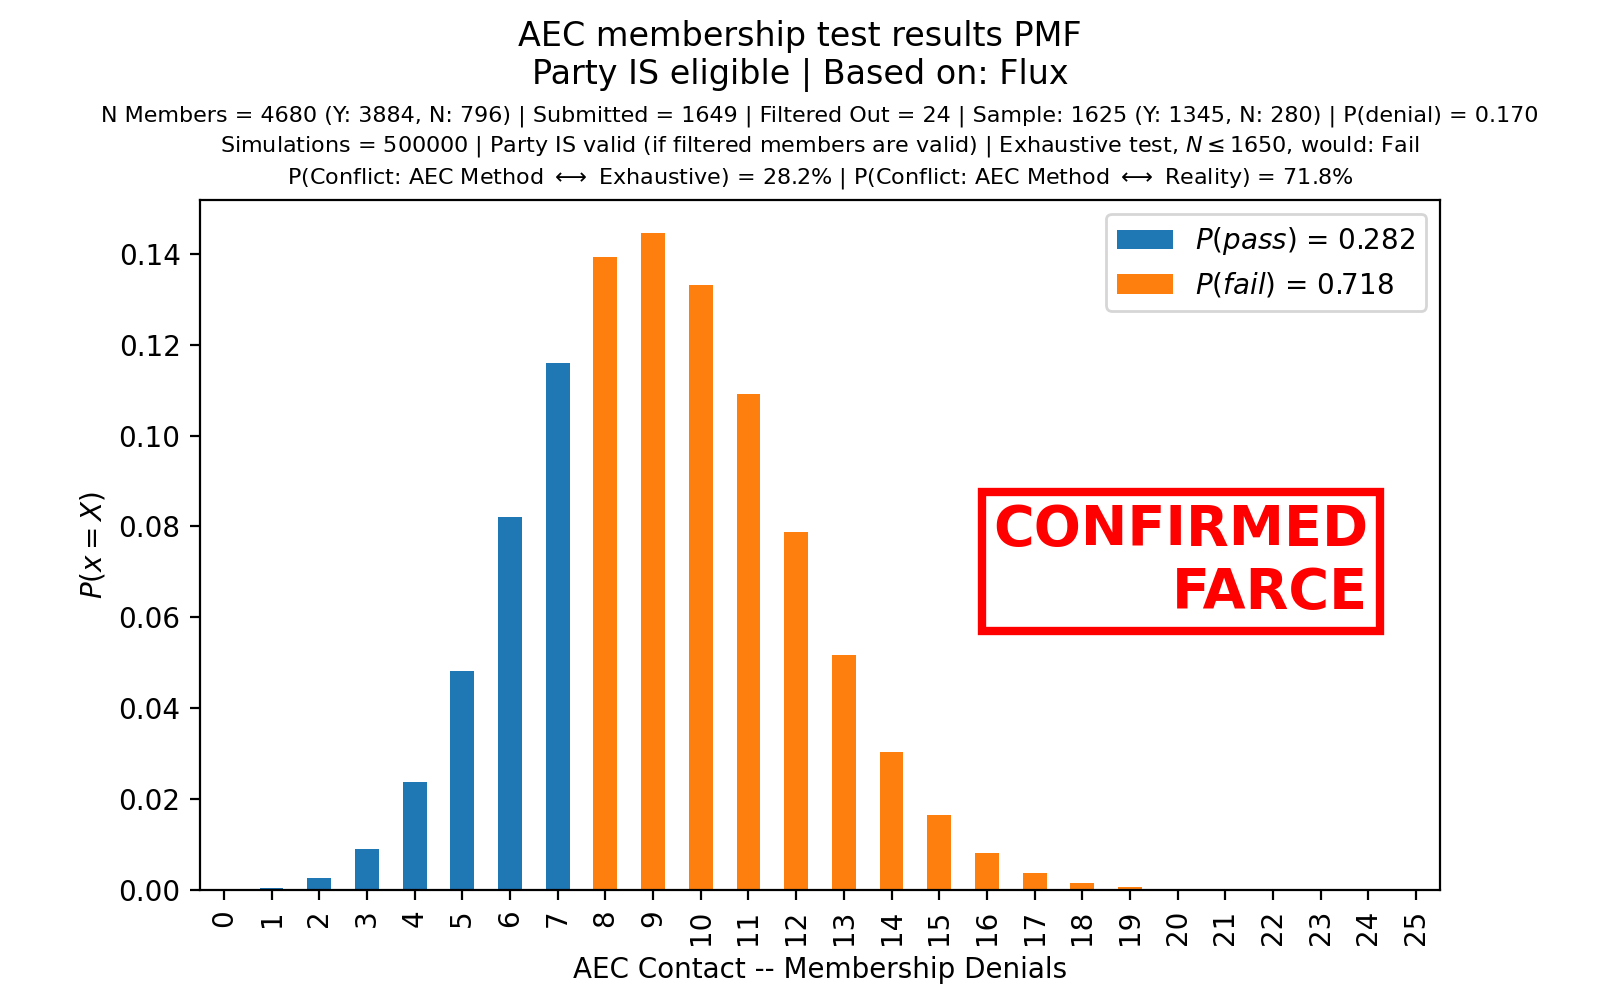 AEC membership test results PMF
Party IS eligible | Based on: Flux
N Members = 4680 (Y: 3884, N: 796) | Submitted = 1649 | Filtered Out = 24 | Sample: 1625 (Y: 1345, N: 280) | P(denial) = 0.170
Simulations = 500000 | Party IS valid (if filtered members are valid) | Exhaustive test, N ≤ 1650, would: Fail
P(Conflict: AEC Method ⟷ Exhaustive) = 28.2% | P(Conflict: AEC Method ⟷ Reality) = 71.8%
P(pass) = 0.282
P(fail) = 0.718
CONFIRMED
FARCE
P(x = X)
0.14
0.12
0.10
0.08
0.06
0.04
0.02
0.00
0 1 2 3 4 5 6 7 8 9 10 11 12 13 14 15 16 17 18 19 20 21 22 23 24 25
AEC Contact -- Membership Denials